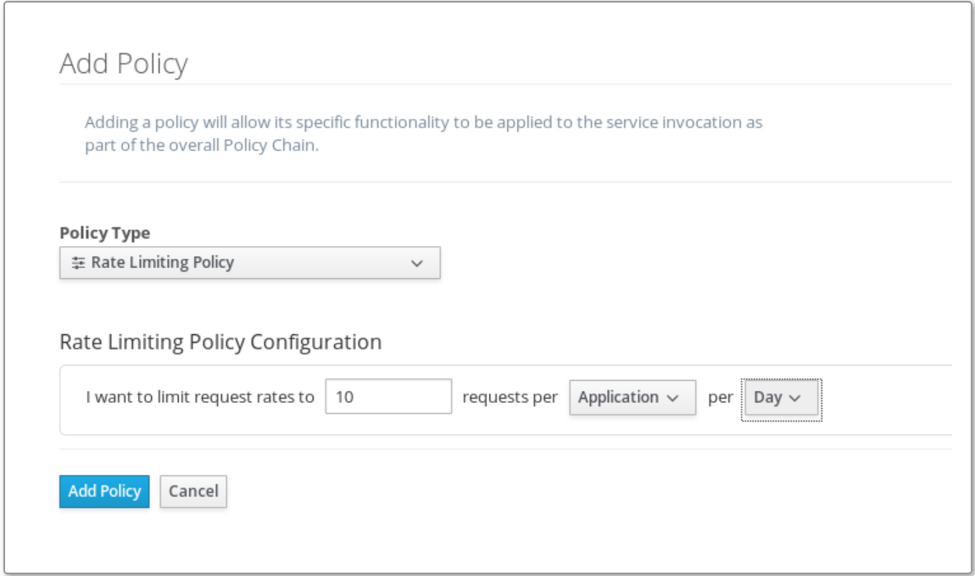 Add Policy
Adding a policy will allow its specific functionality to be applied to the service invocation as
part of the overall Policy Chain.
Policy Type
Rate Limiting Policy
Rate Limiting Policy Configuration
I want to limit request rates to 10 requests per Application per Day
Add Policy Cancel